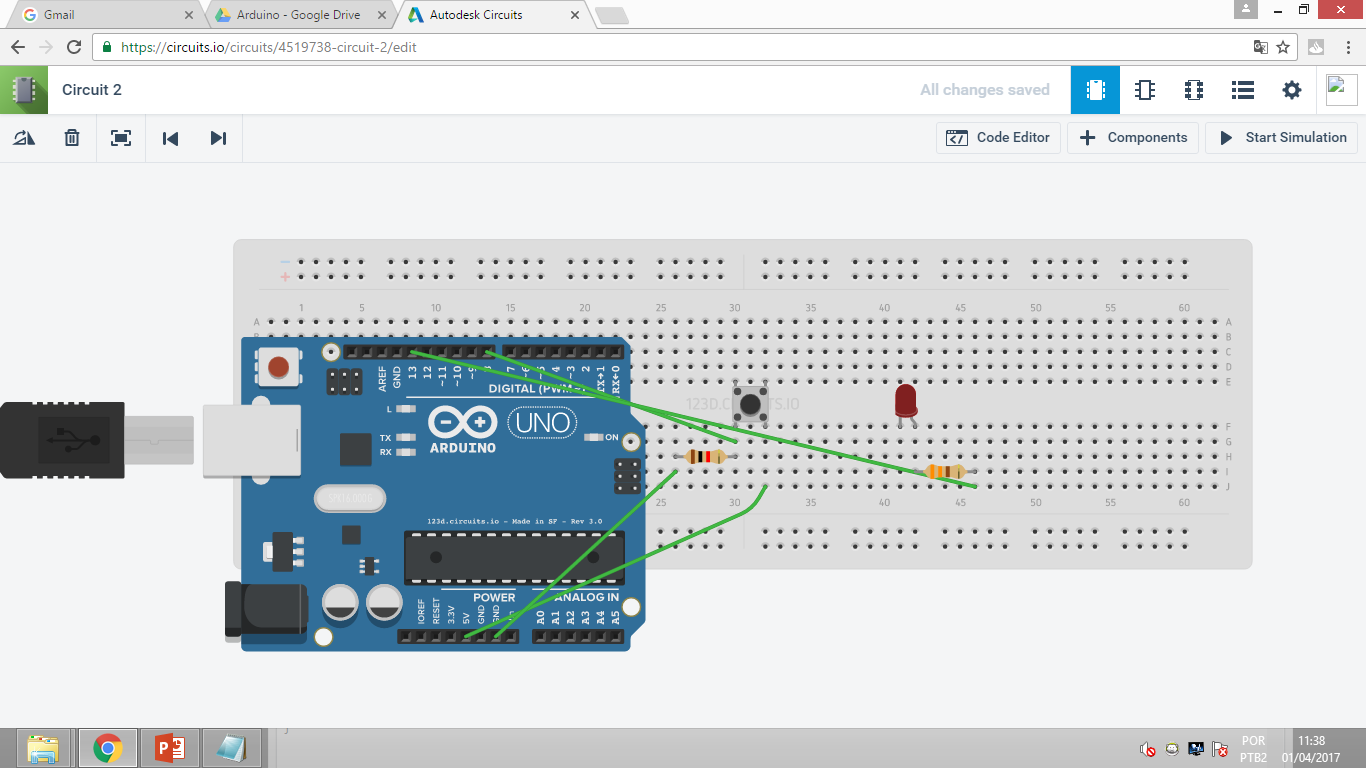 Gmail
Arduino - Google Drive
Autodesk Circuits
https://circuits.io/circuits/4519738-circuit-2/edit
Circuit 2
All changes saved
Code Editor
Components
Start Simulation
− 
+
1 5 10 15 20 25 30 35 40 45 50 55 60
A A
B
C
D
E
AREF
GND
13
12
~11
~10
~9
8
7
~5
4
~3
2
TX→1
RX←0
DIGITAL (PWM~)
L
TX
RX
ARDUINO
UNO
ON
123D.C
TS.IO
F F
G
H
I
J
25 30 35 40 45 50 55 60
123d.circuits.io - Made in SF - Rev 3.0
POWER
ANALOG IN
IOREF
RESET
3.3V
5V
GND
GND
A0
A1
A2
A3
A4
A5
POR
PTB2
11:38
01/04/2017